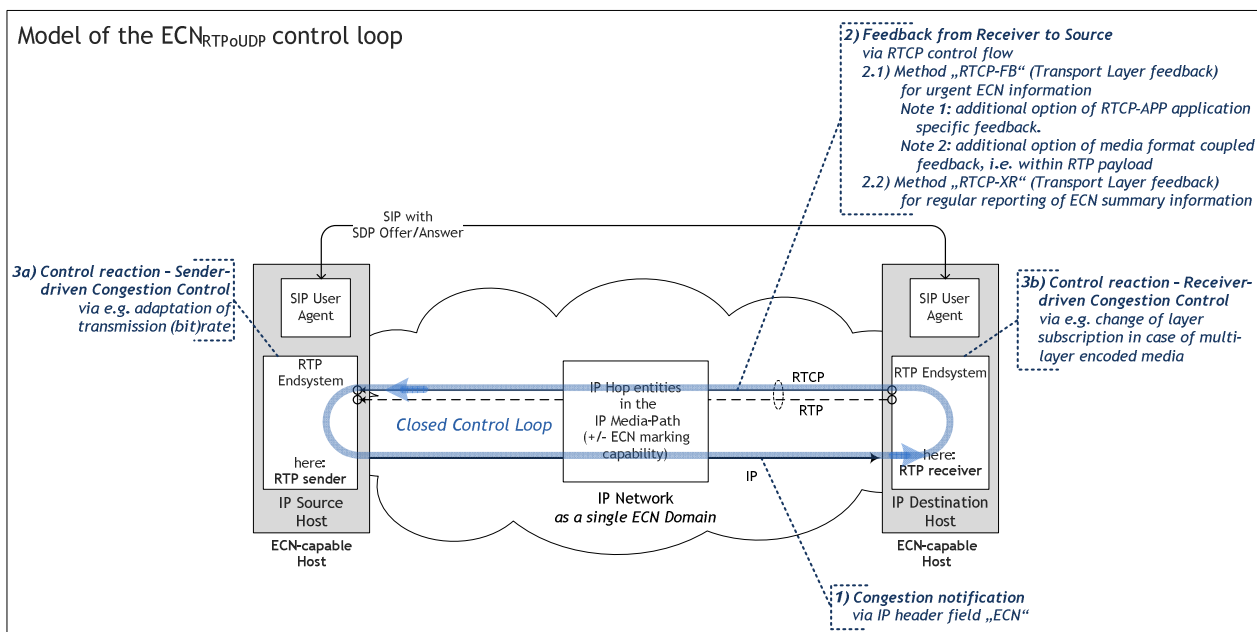 Model of the ECNRTPoUDP control loop
2) Feedback from Receiver to Source
via RTCP control flow
2.1) Method „RTCP-FB“ (Transport Layer feedback)
for urgent ECN information
Note 1: additional option of RTCP-APP application
specific feedback.
Note 2: additional option of media format coupled
feedback, i.e. within RTP payload
2.2) Method „RTCP-XR“ (Transport Layer feedback)
for regular reporting of ECN summary information
SIP with
SDP Offer/Answer
3a) Control reaction – Sender-
driven Congestion Control
via e.g. adaptation of
transmission (bit)rate
SIP User
Agent
SIP User
Agent
3b) Control reaction – Receiver-
driven Congestion Control
via e.g. change of layer
subscription in case of multi-
layer encoded media
RTP
Endsystem
here:
RTP sender
IP Source
Host
ECN-capable
Host
Closed Control Loop
IP Hop entities
in the
IP Media-Path
(+/- ECN marking
capability)
RTCP
RTP
IP
IP Network
as a single ECN Domain
RTP Endsystem
here:
RTP receiver
IP Destination
Host
ECN-capable
Host
1) Congestion notification
via IP header field „ECN“